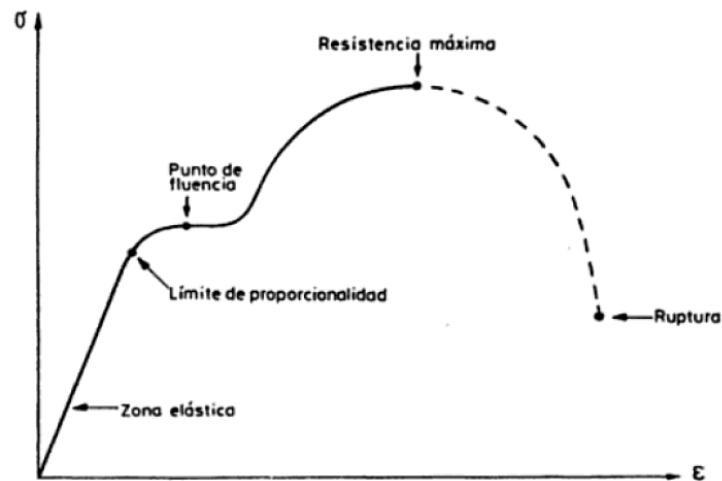 σ
Resistencia máxima
Punto de
fluencia
Límite de proporcionalidad
Ruptura
Zona elástica
ε